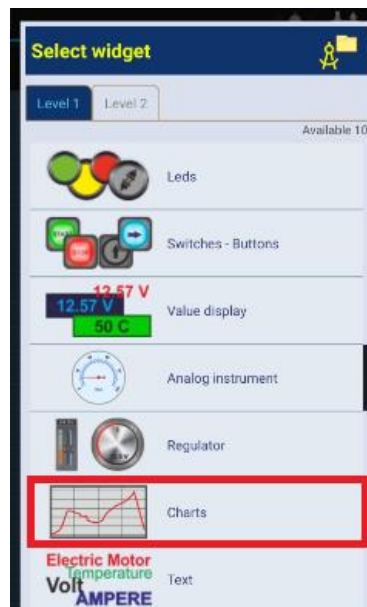 Select widget
Level 1 Level 2
Available 10
Leds
Switches - Buttons
12.57 V
12.57 V
50 C
Value display
Analog instrument
Regulator
Charts
Electric Motor
Temperature
Volt
AMPERE
Text